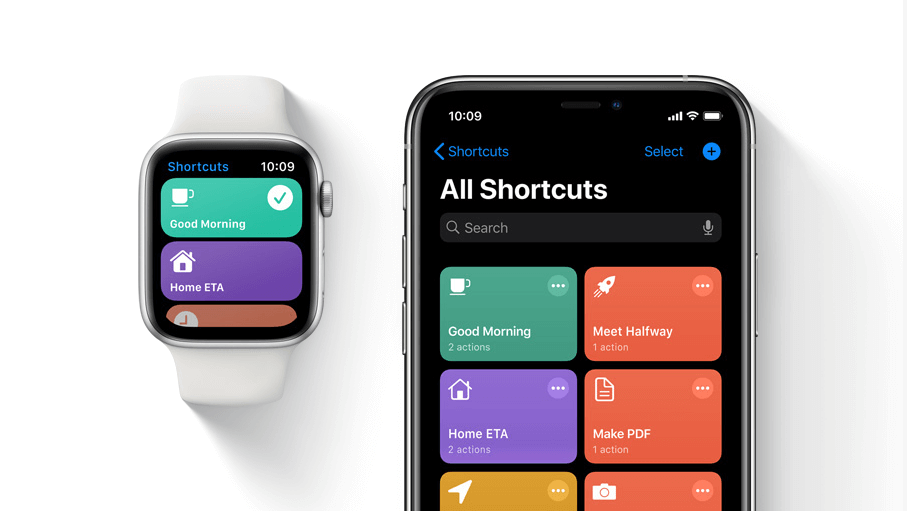 Shortcuts 10:09
Good Morning
Home ETA
10:09
Shortcuts Select
All Shortcuts
Search
Good Morning
2 actions
Meet Halfway
1 action
Home ETA
2 actions
Make PDF
1 action